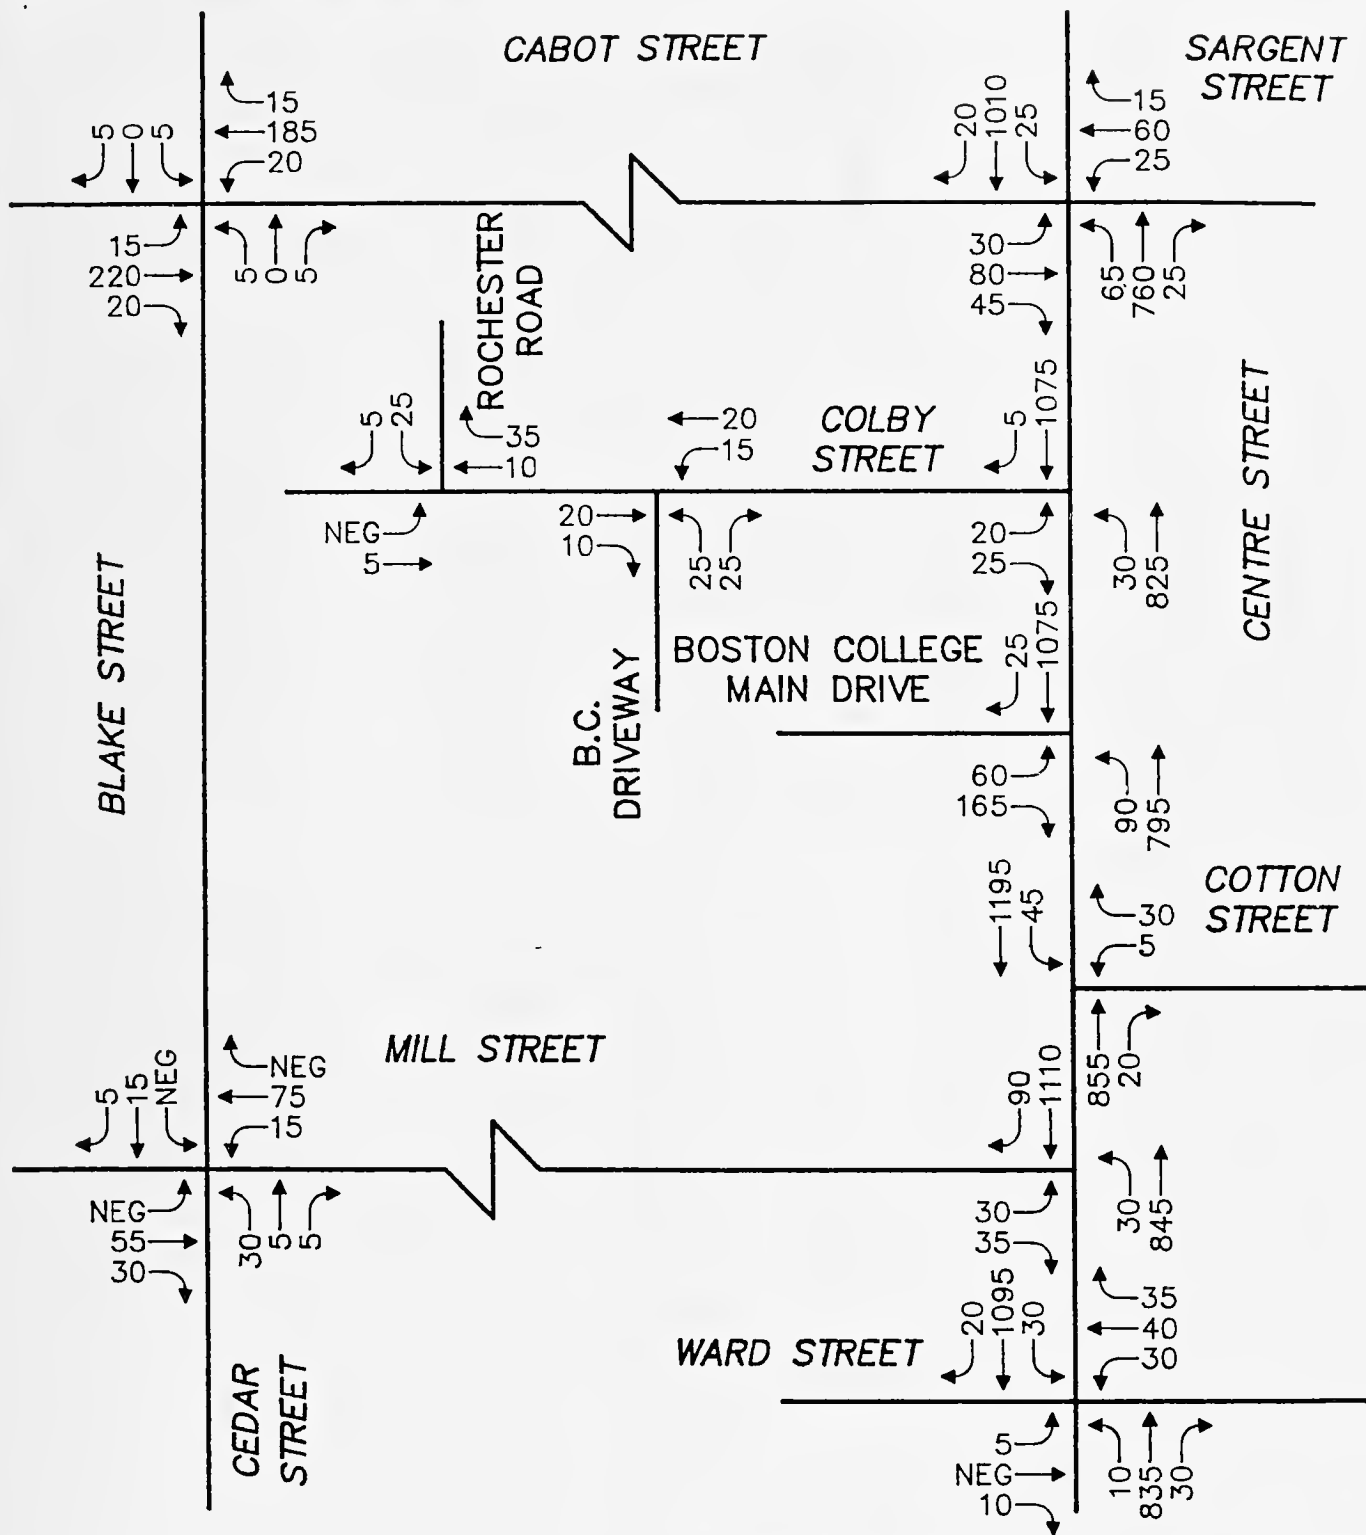 CABOT STREET
SARGENT
STREET
5 0 5
15
185
20
20 1010 25
15
60
25
15
220
20
5 0 5
30
80
45
65 760 25
ROCHESTER
ROAD
5 25
35
10
20
15
COLBY
STREET
5 1075
NEG
5
20
10
25 25
20
25
30 825
BLAKE STREET
CENTRE STREET
B.C.
DRIVEWAY
BOSTON COLLEGE
MAIN DRIVE
25 1075
60
165
90 795
1195 45
30
5
COTTON
STREET
855 20
MILL STREET
5 15 NEG
NEG
75
15
90 1110
NEG
55
30
30 5 5
30
35
30 845
CEDAR
STREET
WARD STREET
20 1095 30
35
40
30
5
NEG
10
10 835 30